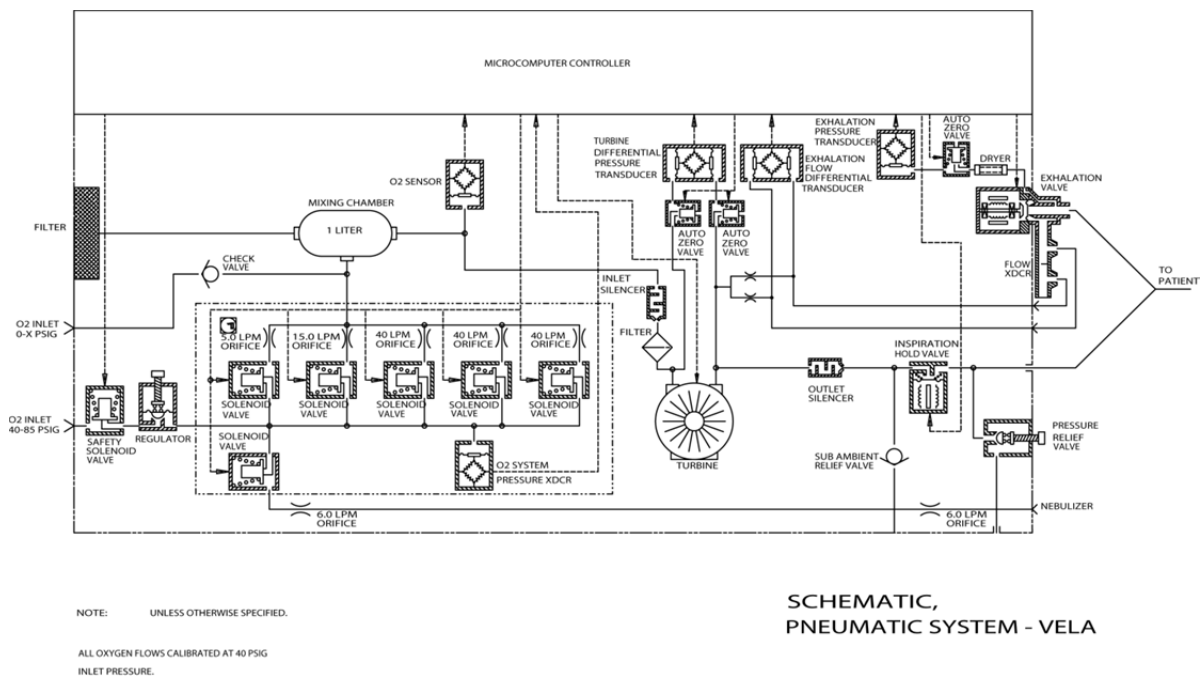 MICROCOMPUTER CONTROLLER
EXHALATION
PRESSURE
TRANSDUCER
AUTO
ZERO
VALVE
TURBINE
DIFFERENTIAL
PRESSURE
TRANSDUCER
EXHALATION
FLOW
DIFFERENTIAL
TRANSDUCER
DRYER
EXHALATION
VALVE
O2 SENSOR
MIXING CHAMBER
1 LITER
FILTER
AUTO
ZERO
VALVE
AUTO
ZERO
VALVE
CHECK
VALVE
FLOW
XDCR
TO
PATIENT
INLET
SILENCER
O2 INLET
0-X PSIG
5.0 LPM
ORIFICE
15.0 LPM
ORIFICE
40 LPM
ORIFICE
40 LPM
ORIFICE
40 LPM
ORIFICE
FILTER
INSPIRATION
HOLD VALVE
OUTLET
SILENCER
SOLENOID
VALVE
SOLENOID
VALVE
SOLENOID
VALVE
SOLENOID
VALVE
SOLENOID
VALVE
O2 INLET
40-85 PSIG
SAFETY
SOLENOID
VALVE
REGULATOR
SOLENOID
VALVE
O2 SYSTEM
PRESSURE XDCR
TURBINE
SUB AMBIENT
RELIEF VALVE
PRESSURE
RELIEF
VALVE
6.0 LPM
ORIFICE
6.0 LPM
ORIFICE
NEBULIZER
NOTE: UNLESS OTHERWISE SPECIFIED.
ALL OXYGEN FLOWS CALIBRATED AT 40 PSIG
INLET PRESSURE.
SCHEMATIC,
PNEUMATIC SYSTEM - VELA